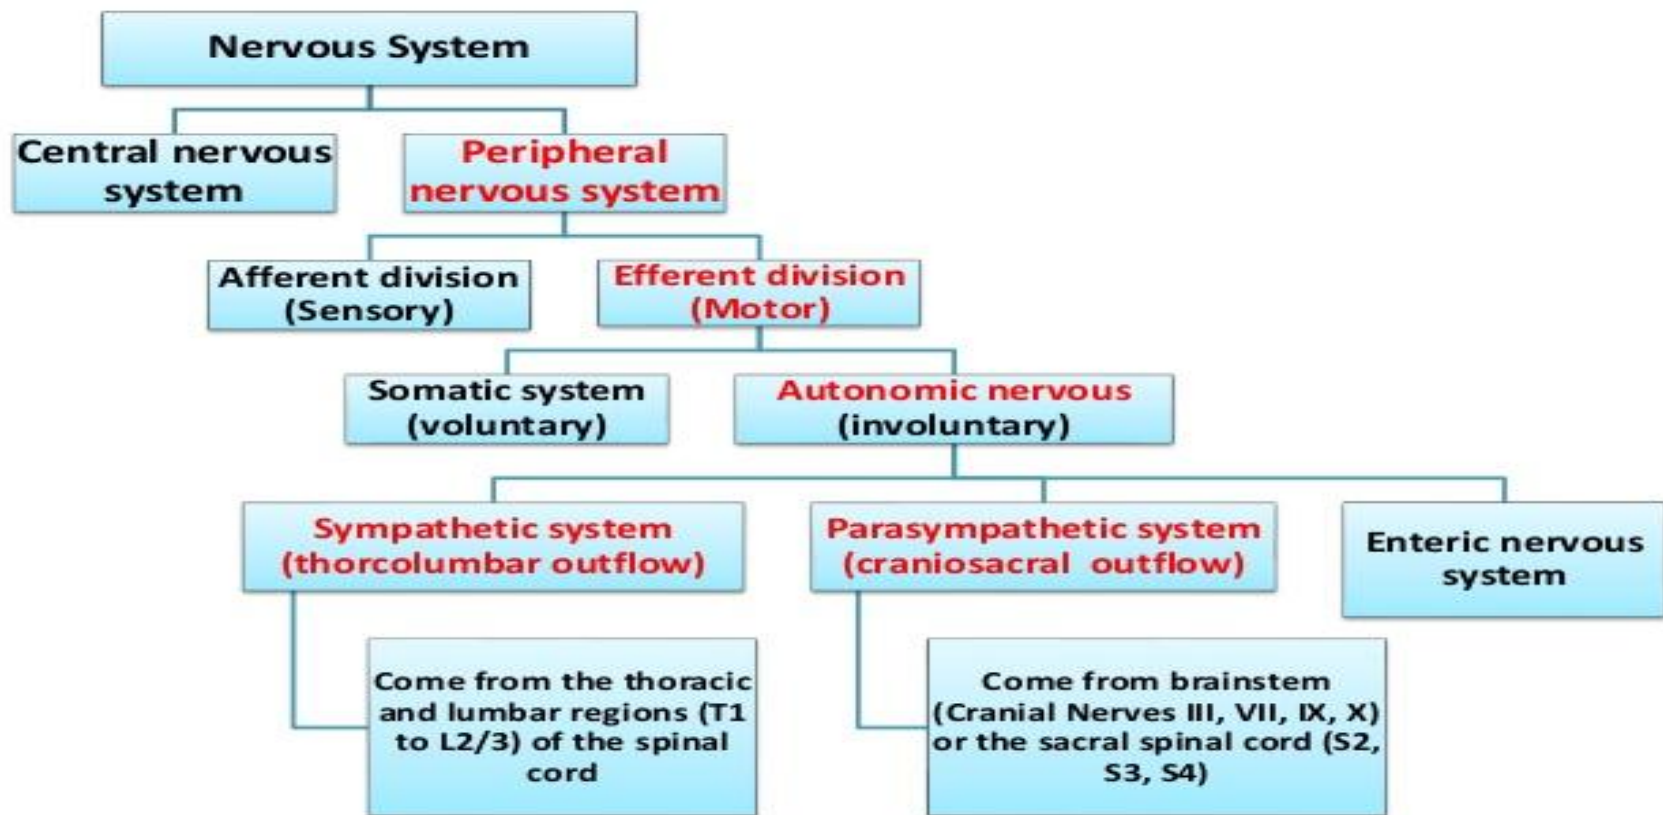 Nervous System
Central nervous
system
Peripheral
nervous system
Afferent division
(Sensory)
Efferent division
(Motor)
Somatic system
(voluntary)
Autonomic nervous
(involuntary)
Sympathetic system
(thorcolumbar outflow)
Parasympathetic system
(craniosacral outflow)
Enteric nervous
system
Come from the thoracic
and lumbar regions (T1
to L2/3) of the spinal
cord
Come from brainstem
(Cranial Nerves III, VII, IX, X)
or the sacral spinal cord (S2,
S3, S4)